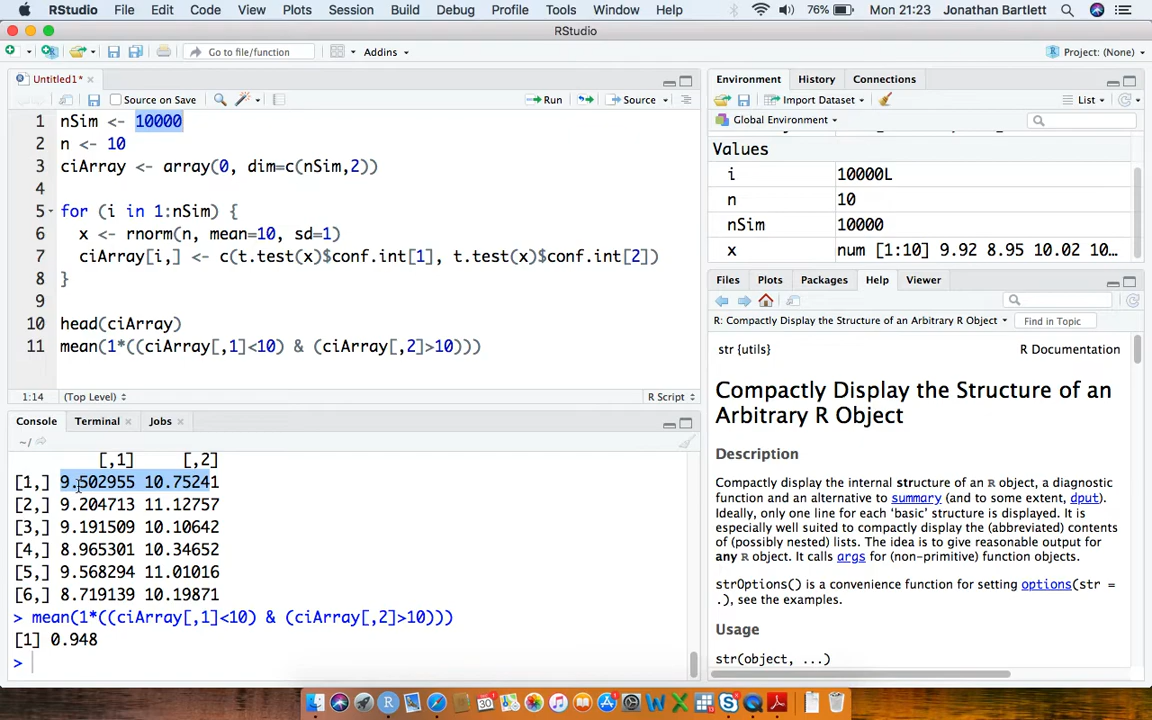 RStudio File Edit Code View Plots Session Build Debug Profile Tools Window Help 76% Mon 21:23 Jonathan Bartlett
RStudio
Go to file/function Addins Project: (None)
Untitled1*
Source on Save Run Source
1 nSim <- 10000
2 n <- 10
3 ciArray <- array(0, dim=c(nSim,2))
4
5 for (i in 1:nSim) {
6 x <- rnorm(n, mean=10, sd=1)
7 ciArray[i,] <- c(t.test(x)$conf.int[1], t.test(x)$conf.int[2])
8 }
9
10 head(ciArray)
11 mean(1*((ciArray[,1]<10) & (ciArray[,2]>10)))
1:14 (Top Level) R Script
Console Terminal Jobs
~/
[,1] [,2]
[1,] 9.502955 10.75241
[2,] 9.204713 11.12757
[3,] 9.191509 10.10642
[4,] 8.965301 10.34652
[5,] 9.568294 11.01016
[6,] 8.719139 10.19871
> mean(1*((ciArray[,1]<10) & (ciArray[,2]>10)))
[1] 0.948
>
Environment History Connections
Import Dataset List
Global Environment
Values
i 10000L
n 10
nSim 10000
x num [1:10] 9.92 8.95 10.02 10…
Files Plots Packages Help Viewer
R: Compactly Display the Structure of an Arbitrary R Object Find in Topic
str {utils} R Documentation
Compactly Display the Structure of an
Arbitrary R Object
Description
Compactly display the internal structure of an R object, a diagnostic
function and an alternative to summary (and to some extent, dput).
Ideally, only one line for each 'basic' structure is displayed. It is
especially well suited to compactly display the (abbreviated) contents
of (possibly nested) lists. The idea is to give reasonable output for
any R object. It calls args for (non-primitive) function objects.
strOptions() is a convenience function for setting options(str =
.), see the examples.
Usage
str(object, ...)